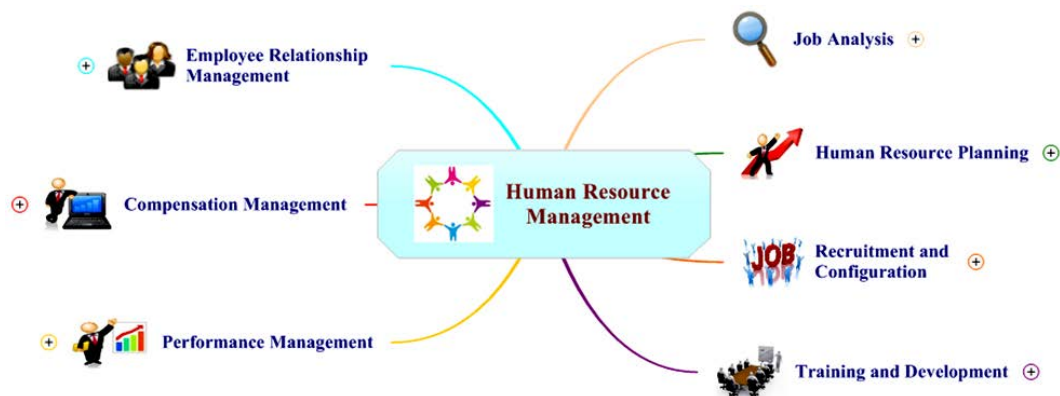 Human Resource
Management
Job Analysis
Human Resource Planning
Recruitment and
Configuration
JOB
Training and Development
Employee Relationship
Management
Compensation Management
Performance Management